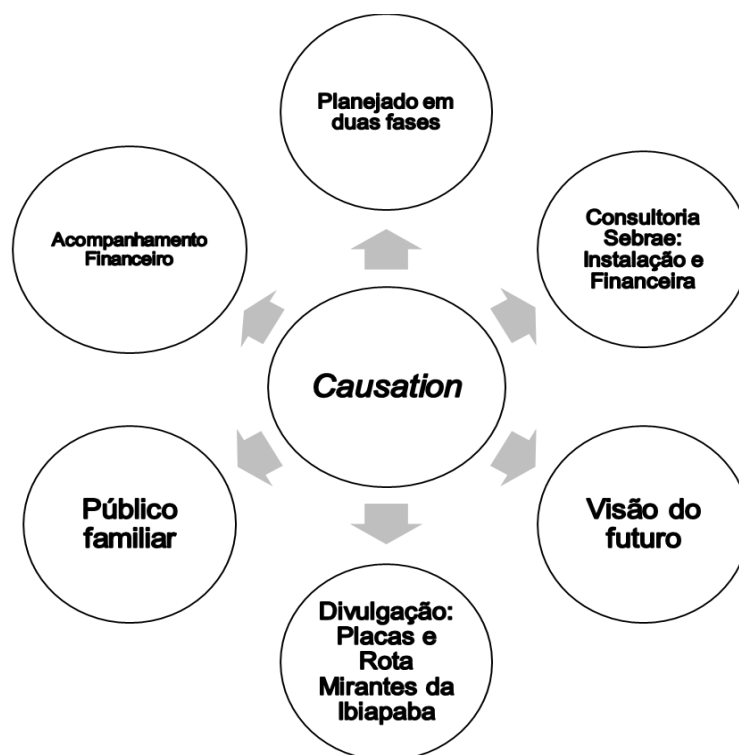 Planejado em
duas fases
Acompanhamento
Financeiro
Consultoria
Sebrae:
Instalação e
Financeira
Causation
Público
familiar
Visão do
futuro
Divulgação:
Placas e
Rota
Mirantes da
Ibiapaba